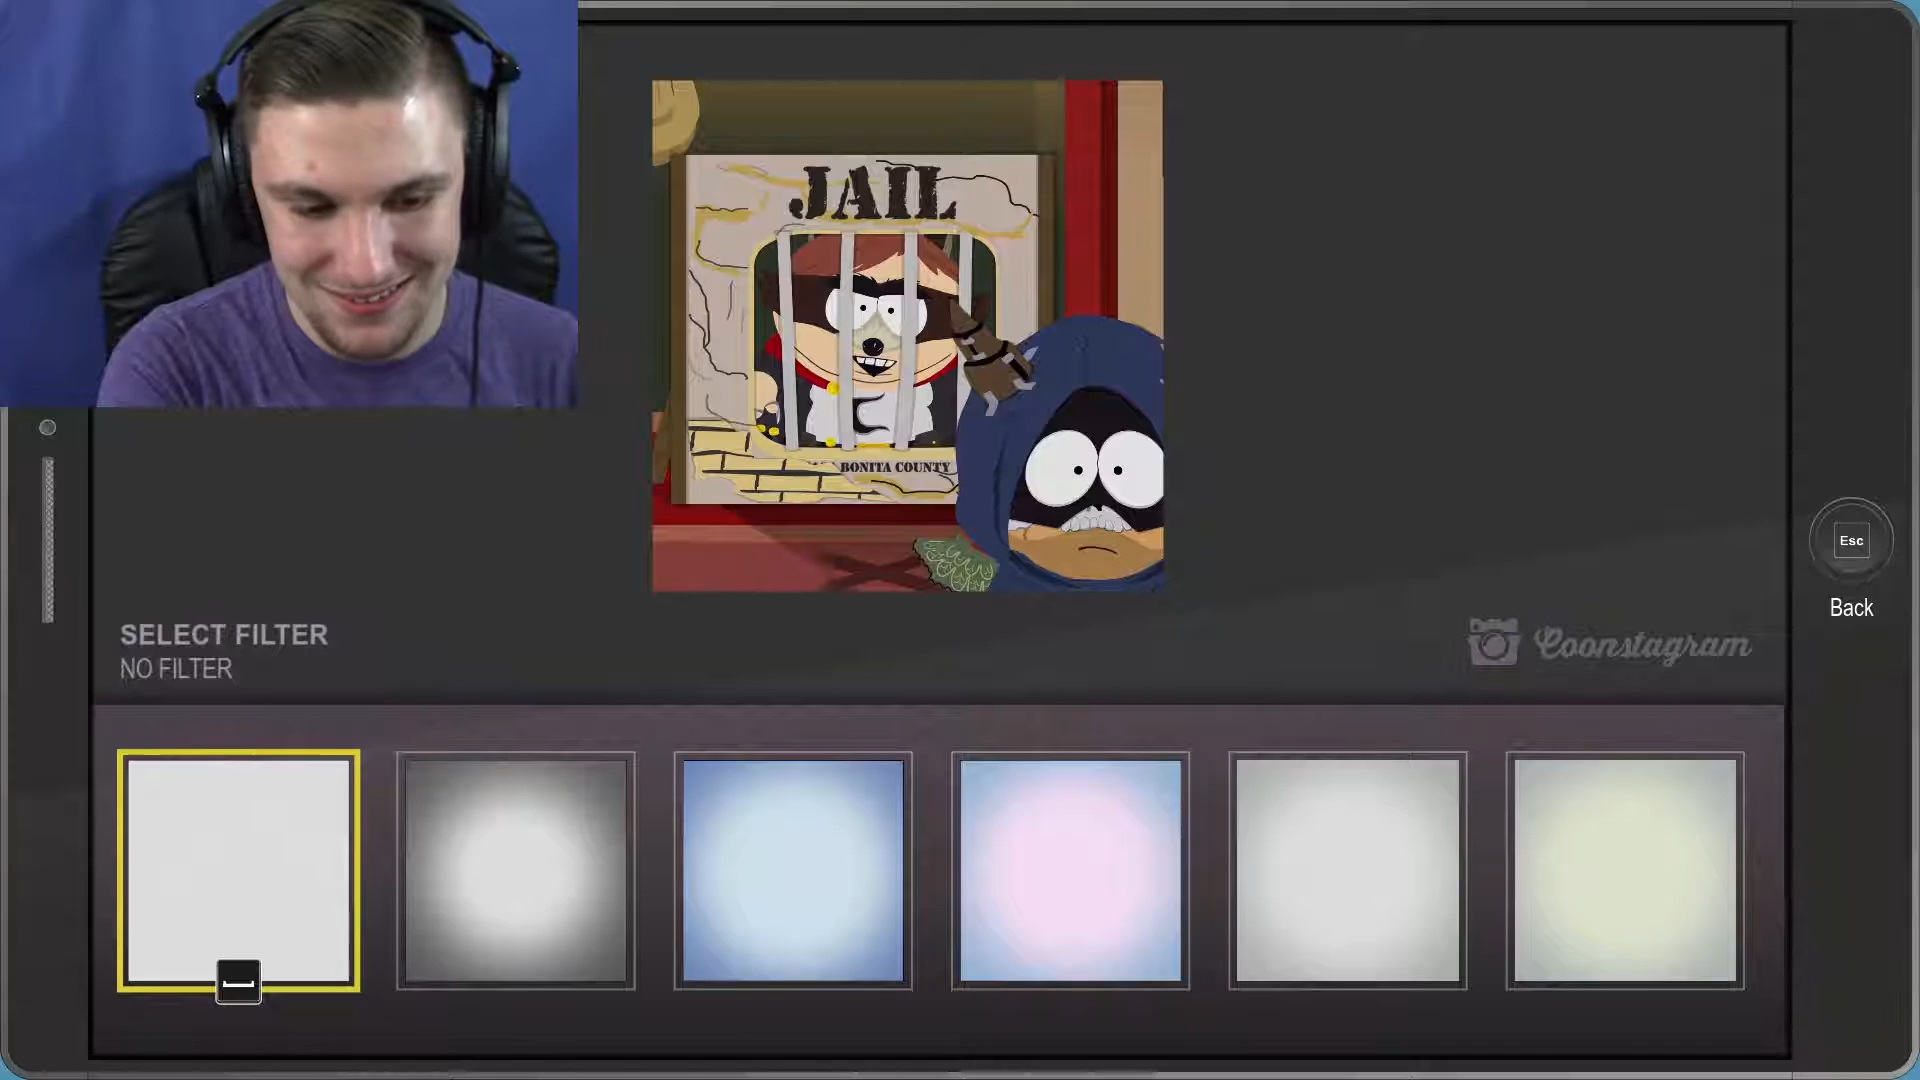 JAIL
BONITA COUNTY
Esc
Back
SELECT FILTER
NO FILTER
Coonstagram